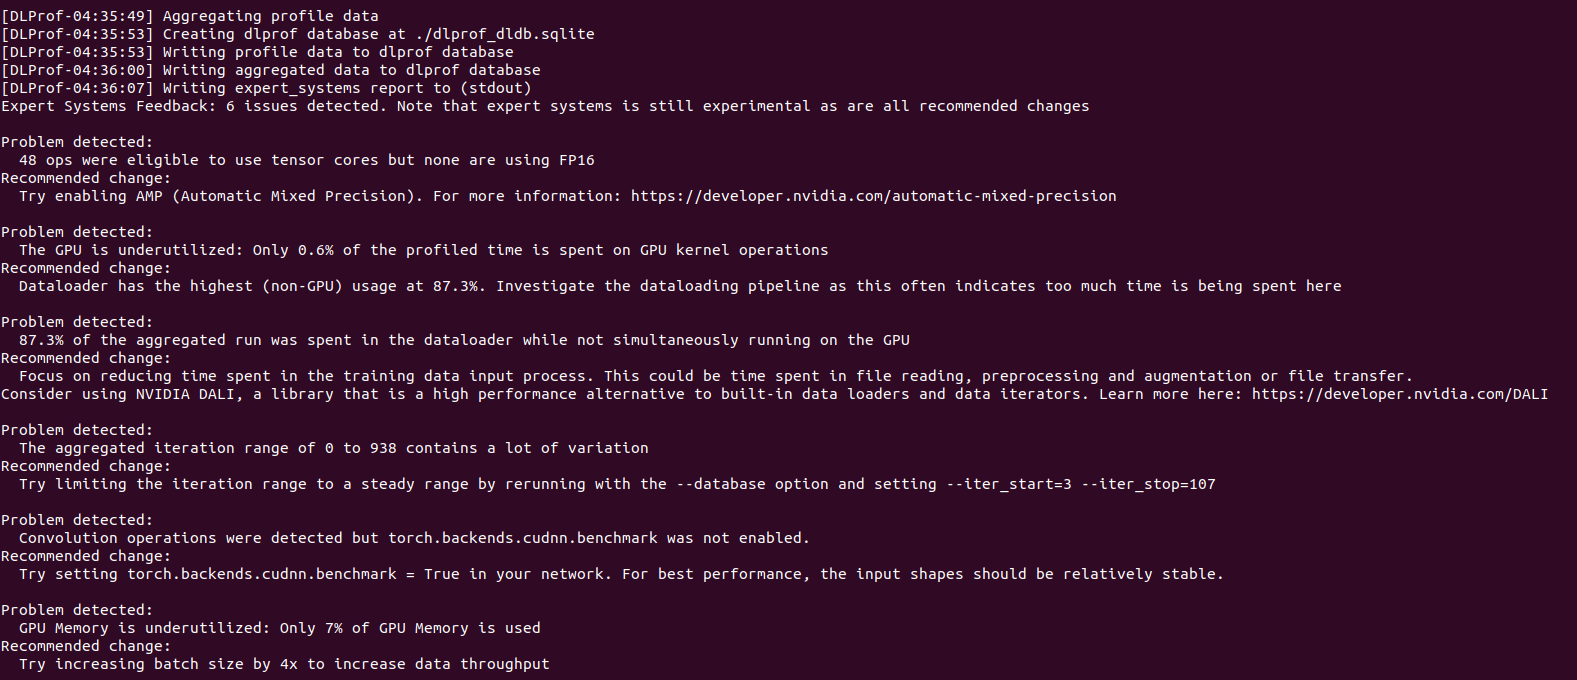 [DLProf-04:35:49] Aggregating profile data
[DLProf-04:35:53] Creating dlprof database at ./dlprof_dldb.sqlite
[DLProf-04:35:53] Writing profile data to dlprof database
[DLProf-04:36:00] Writing aggregated data to dlprof database
[DLProf-04:36:07] Writing expert_systems report to (stdout)
Expert Systems Feedback: 6 issues detected. Note that expert systems is still experimental as are all recommended changes

Problem detected:
  48 ops were eligible to use tensor cores but none are using FP16
Recommended change:
  Try enabling AMP (Automatic Mixed Precision). For more information: https://developer.nvidia.com/automatic-mixed-precision

Problem detected:
  The GPU is underutilized: Only 0.6% of the profiled time is spent on GPU kernel operations
Recommended change:
  Dataloader has the highest (non-GPU) usage at 87.3%. Investigate the dataloading pipeline as this often indicates too much time is being spent here

Problem detected:
  87.3% of the aggregated run was spent in the dataloader while not simultaneously running on the GPU
Recommended change:
  Focus on reducing time spent in the training data input process. This could be time spent in file reading, preprocessing and augmentation or file transfer.
Consider using NVIDIA DALI, a library that is a high performance alternative to built-in data loaders and data iterators. Learn more here: https://developer.nvidia.com/DALI

Problem detected:
  The aggregated iteration range of 0 to 938 contains a lot of variation
Recommended change:
  Try limiting the iteration range to a steady range by rerunning with the --database option and setting --iter_start=3 --iter_stop=107

Problem detected:
  Convolution operations were detected but torch.backends.cudnn.benchmark was not enabled.
Recommended change:
  Try setting torch.backends.cudnn.benchmark = True in your network. For best performance, the input shapes should be relatively stable.

Problem detected:
  GPU Memory is underutilized: Only 7% of GPU Memory is used
Recommended change:
  Try increasing batch size by 4x to increase data throughput